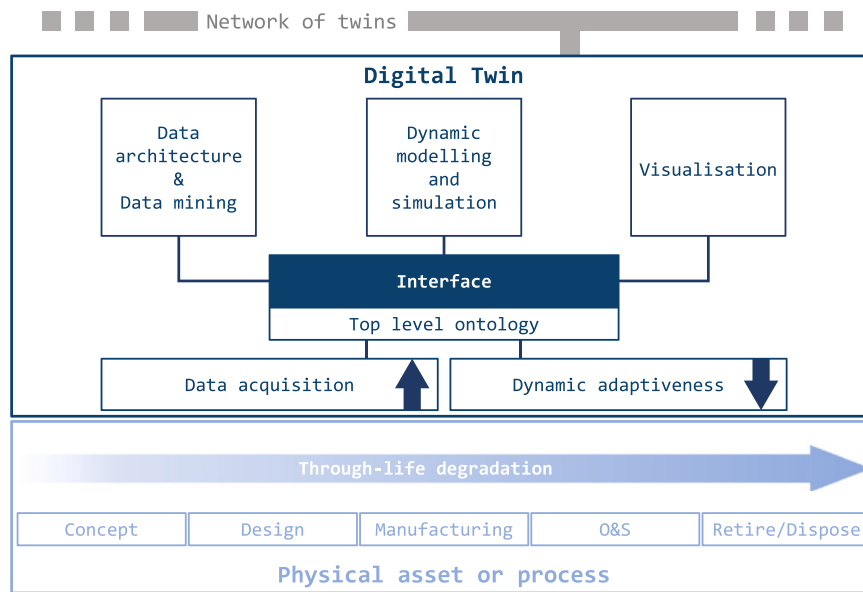 Network of twins
Digital Twin
Data
architecture
&
Data mining
Dynamic
modelling
and
simulation
Visualisation
Interface
Top level ontology
Data acquisition
Dynamic adaptiveness
Through-life degradation
Concept
Design
Manufacturing
O&S
Retire/Dispose
Physical asset or process